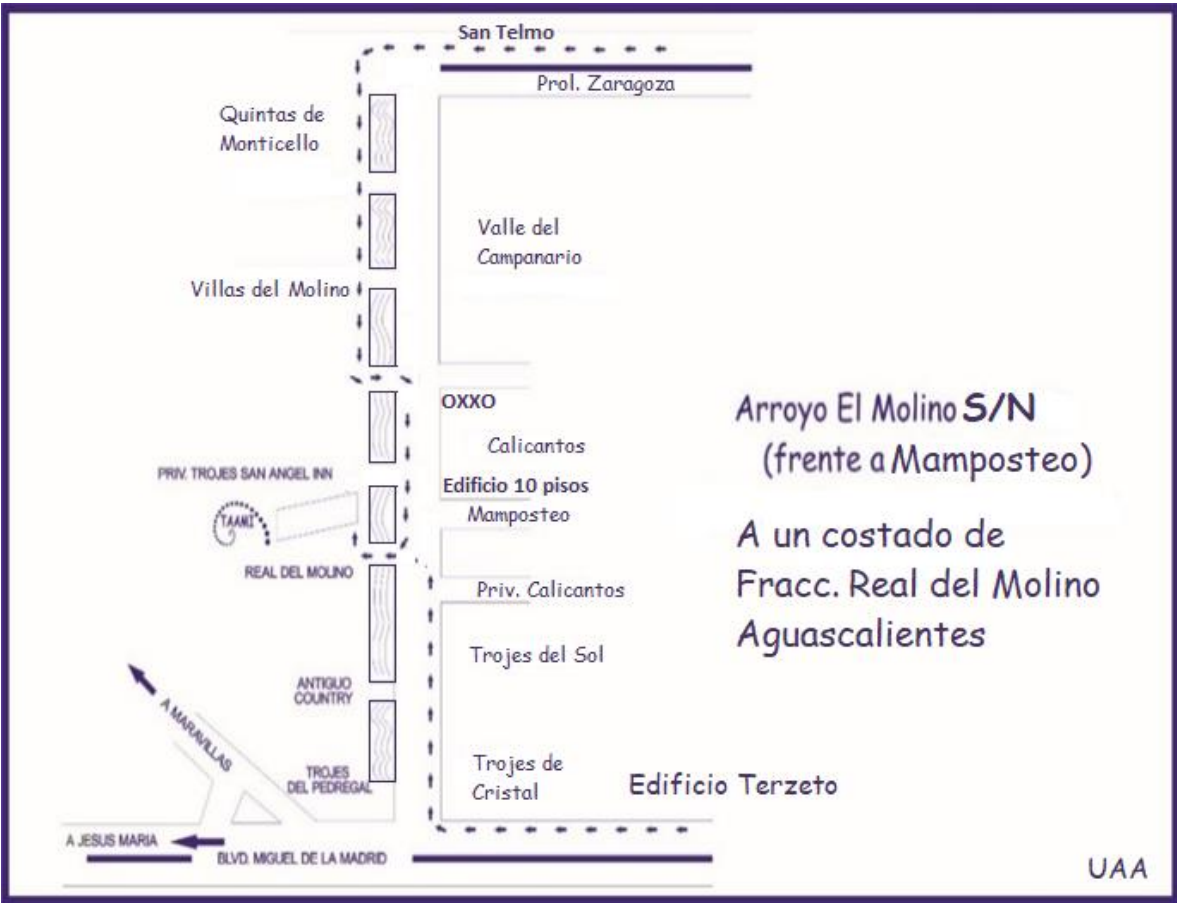 San Telmo
Prol. Zaragoza
Quintas de
Monticello
Valle del
Campanario
Villas del Molino
OXXO
Calicantos
Arroyo El Molino S/N
(frente a Mamposteo)
PRIV. TROJES SAN ANGEL INN
Edificio 10 pisos
Mamposteo
TAAMI
REAL DEL MOLINO
A un costado de
Fracc. Real del Molino
Aguascalientes
Priv. Calicantos
Trojes del Sol
ANTIGUO
COUNTRY
A MARAVILLAS
TROJES
DEL PEDREGAL
Trojes de
Cristal
Edificio Terzeto
A JESUS MARIA
BLVD. MIGUEL DE LA MADRID
UAA